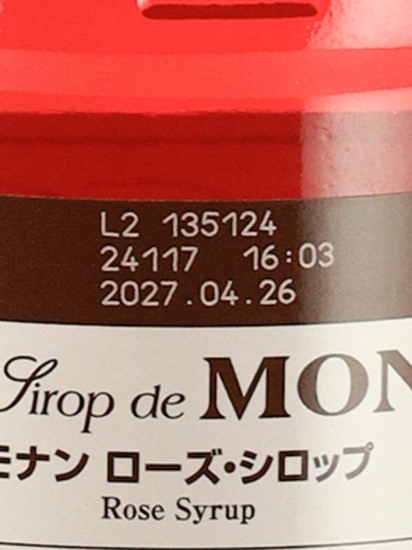 L2 135124
24117 16:03
2027.04.26
Sirop de MON
モナン ローズ・シロップ
Rose Syrup